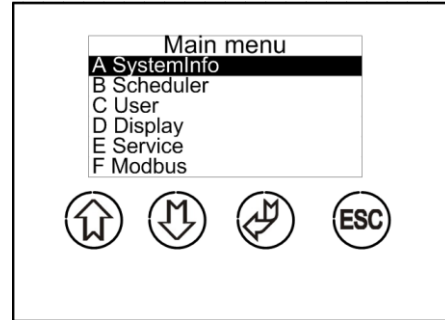 Main menu
A SystemInfo
B Scheduler
C User
D Display
E Service
F Modbus
ESC